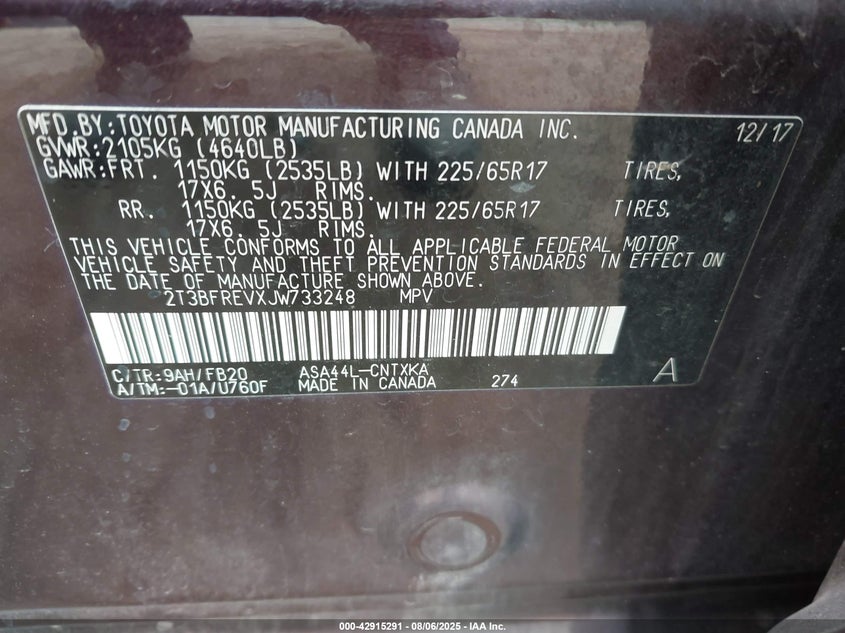 MFD.BY:TOYOTA MOTOR MANUFACTURING CANADA INC. 12/17
GVWR:2105KG (4640LB)
GAWR:FRT. 1150KG (2535LB) WITH 225/65R17 TIRES,
17X6. 5J RIMS.
RR. 1150KG (2535LB) WITH 225/65R17 TIRES,
17X6. 5J RIMS.
THIS VEHICLE CONFORMS TO ALL APPLICABLE FEDERAL MOTOR
VEHICLE SAFETY AND THEFT PREVENTION STANDARDS IN EFFECT ON
THE DATE OF MANUFACTURE SHOWN ABOVE.
2T3BFREVXJW733248 MPV
C/TR:9AH/FB20 ASA44L-CNTXKA A
A/TM:-01A/U760F MADE IN CANADA 274
000-42915291 - 08/06/2025 - IAA Inc.